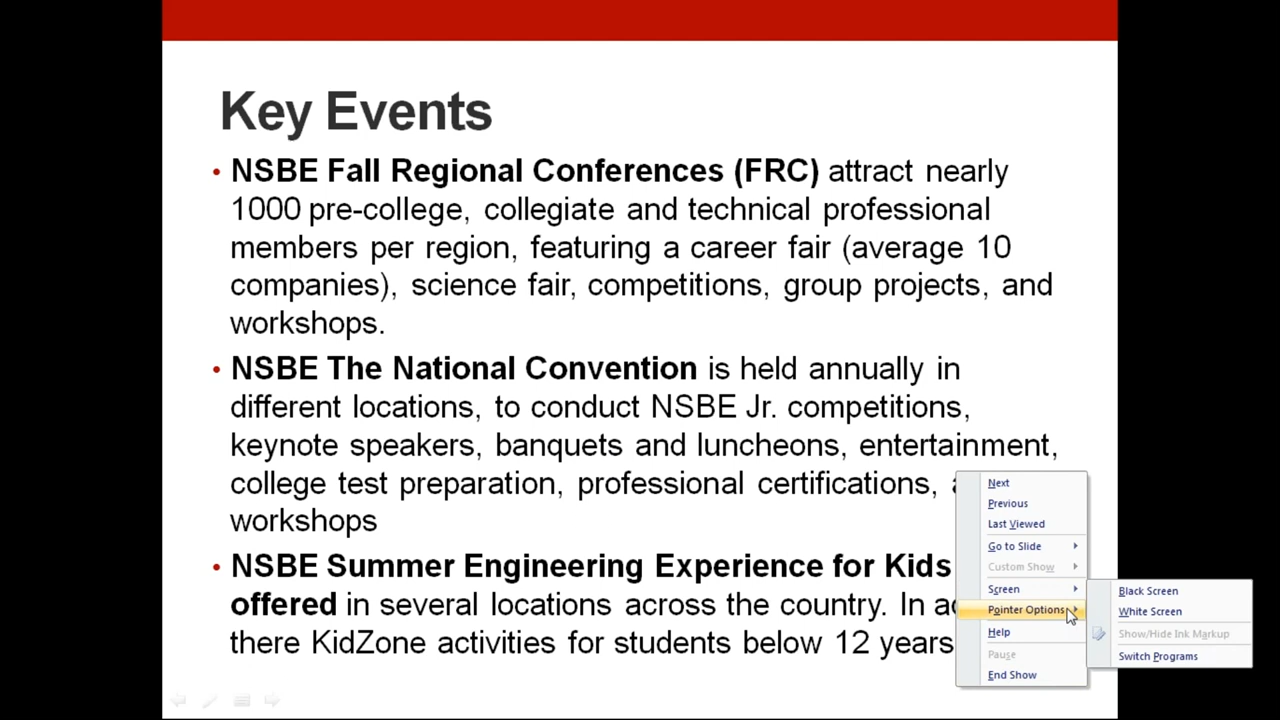 Key Events
• NSBE Fall Regional Conferences (FRC) attract nearly
1000 pre-college, collegiate and technical professional
members per region, featuring a career fair (average 10
companies), science fair, competitions, group projects, and
workshops.
• NSBE The National Convention is held annually in
different locations, to conduct NSBE Jr. competitions,
keynote speakers, banquets and luncheons, entertainment,
college test preparation, professional certifications,
workshops
• NSBE Summer Engineering Experience for Kids
offered in several locations across the country. In
there KidZone activities for students below 12 years
Next
Previous
Last Viewed
Go to Slide
Custom Show
Screen
Pointer Options
Help
Pause
End Show
Black Screen
White Screen
Show/Hide Ink Markup
Switch Programs